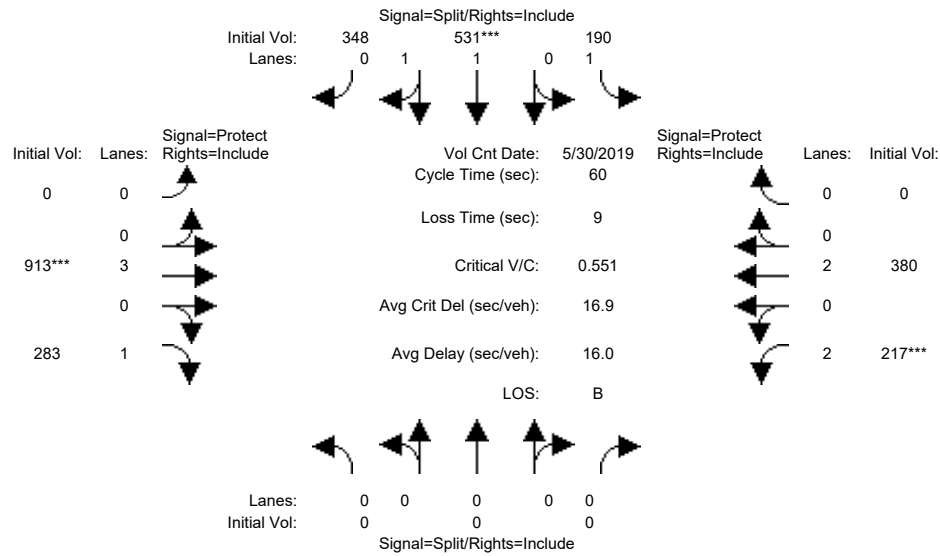 Signal=Split/Rights=Include
Initial Vol: 348 531*** 190
Lanes: 0 1 1 0 1
Signal=Protect
Initial Vol: Lanes: Rights=Include
Vol Cnt Date: 5/30/2019
Signal=Protect
Rights=Include Lanes: Initial Vol:
Cycle Time (sec): 60
0 0
0 0
Loss Time (sec): 9
0
0
913*** 3
Critical V/C: 0.551
2 380
0
Avg Crit Del (sec/veh): 16.9
0
283 1
Avg Delay (sec/veh): 16.0
2 217***
LOS: B
Lanes: 0 0 0 0 0
Initial Vol: 0 0 0
Signal=Split/Rights=Include